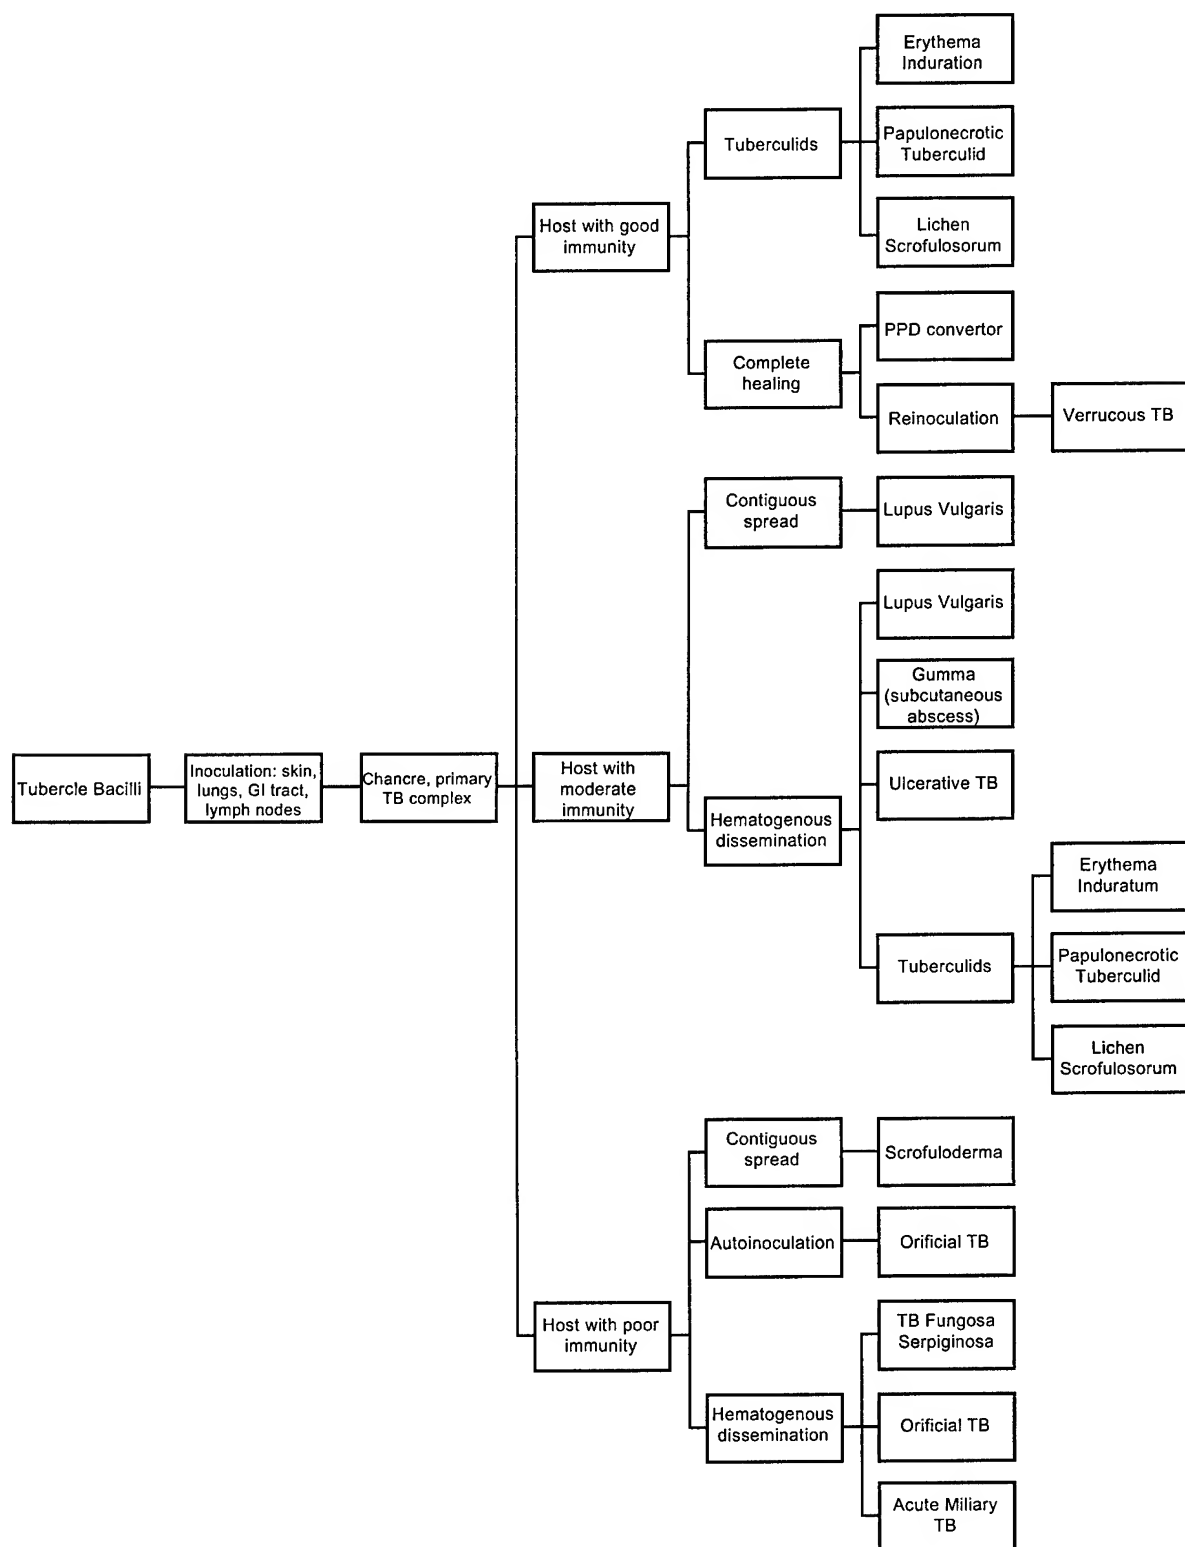 Erythema
Induration
Tuberculids
Papulonecrotic
Tuberculid
Host with good
immunity
Lichen
Scrofulosorum
PPD convertor
Complete
healing
Reinoculation
Verrucous TB
Contiguous
spread
Lupus Vulgaris
Lupus Vulgaris
Gumma
(subcutaneous
abscess)
Tubercle Bacilli
Inoculation: skin,
lungs, GI tract,
lymph nodes
Chancre, primary
TB complex
Host with
moderate
immunity
Ulcerative TB
Hematogenous
dissemination
Erythema
Induratum
Tuberculids
Papulonecrotic
Tuberculid
Lichen
Scrofulosorum
Contiguous
spread
Scrofuloderma
Autoinoculation
Orificial TB
Host with poor
immunity
TB Fungosa
Serpiginosa
Hematogenous
dissemination
Orificial TB
Acute Miliary
TB